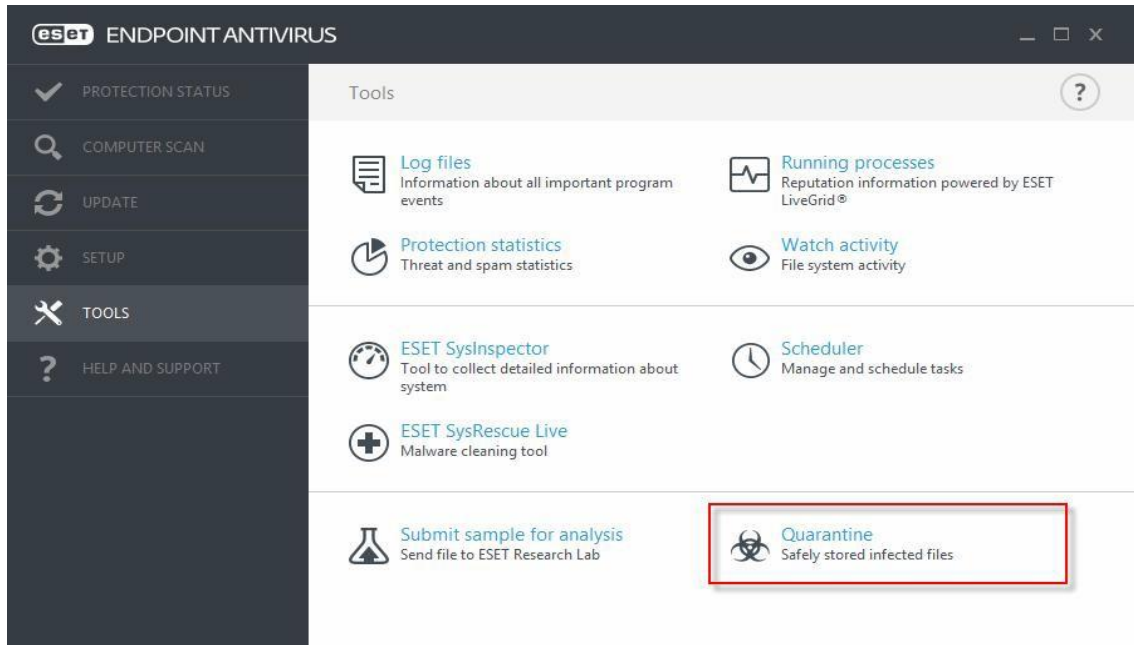 eset ENDPOINT ANTIVIRUS
PROTECTION STATUS
COMPUTER SCAN
UPDATE
SETUP
TOOLS
HELP AND SUPPORT
Tools
?
Log files
Information about all important program
events
Running processes
Reputation information powered by ESET
LiveGrid®
Protection statistics
Threat and spam statistics
Watch activity
File system activity
ESET SysInspector
Tool to collect detailed information about
system
Scheduler
Manage and schedule tasks
ESET SysRescue Live
Malware cleaning tool
Submit sample for analysis
Send file to ESET Research Lab
Quarantine
Safely stored infected files